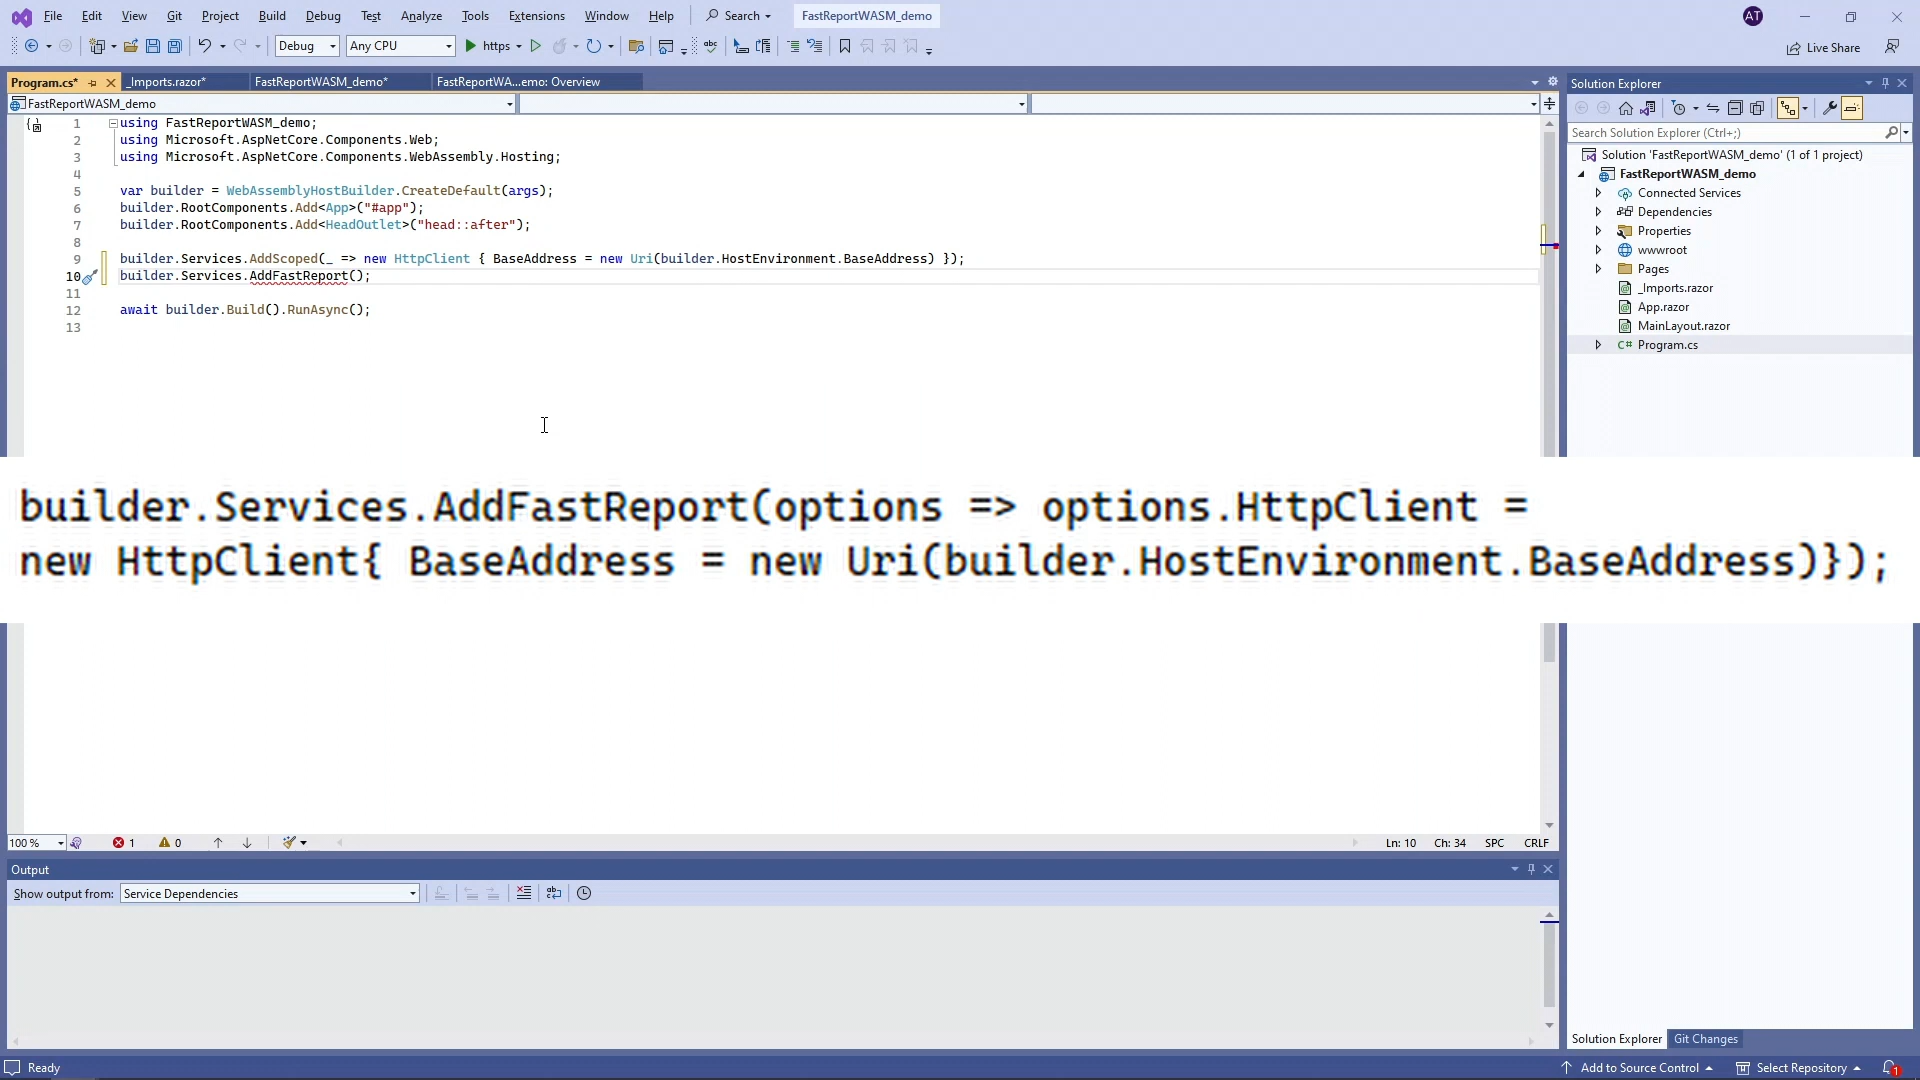 File Edit View Git Project Build Debug Test Analyze Tools Extensions Window Help Search FastReportWASM_demo AT
Debug Any CPU https Live Share
Program.cs* _Imports.razor* FastReportWASM_demo* FastReportWA...emo: Overview
FastReportWASM_demo
1 using FastReportWASM_demo;
2 using Microsoft.AspNetCore.Components.Web;
3 using Microsoft.AspNetCore.Components.WebAssembly.Hosting;
4
5 var builder = WebAssemblyHostBuilder.CreateDefault(args);
6 builder.RootComponents.Add<App>("#app");
7 builder.RootComponents.Add<HeadOutlet>("head::after");
8
9 builder.Services.AddScoped(_ => new HttpClient { BaseAddress = new Uri(builder.HostEnvironment.BaseAddress) });
10 builder.Services.AddFastReport();
11
12 await builder.Build().RunAsync();
13
builder.Services.AddFastReport(options => options.HttpClient =
new HttpClient{ BaseAddress = new Uri(builder.HostEnvironment.BaseAddress)});
100 % 1 0 Ln: 10 Ch: 34 SPC CRLF
Output
Show output from: Service Dependencies
Solution Explorer
Search Solution Explorer (Ctrl+;)
Solution 'FastReportWASM_demo' (1 of 1 project)
FastReportWASM_demo
Connected Services
Dependencies
Properties
wwwroot
Pages
_Imports.razor
App.razor
MainLayout.razor
C# Program.cs
Solution Explorer Git Changes
Ready Add to Source Control Select Repository 1